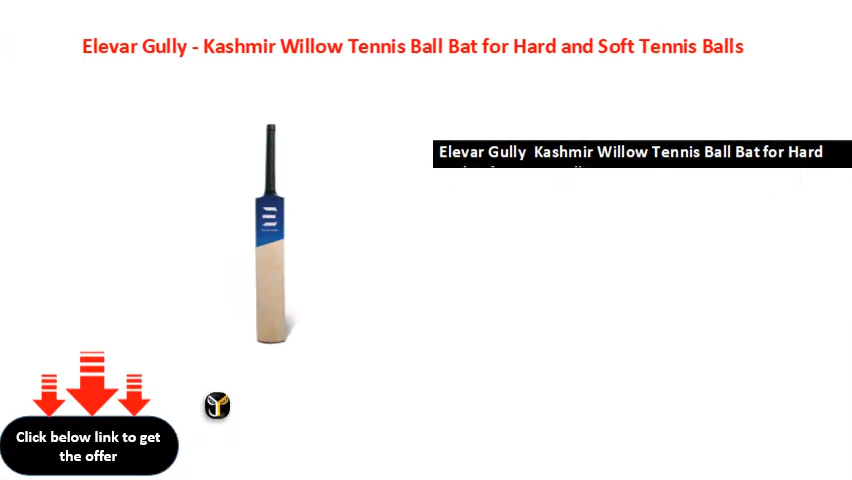 Elevar Gully - Kashmir Willow Tennis Ball Bat for Hard and Soft Tennis Balls
Elevar Gully Kashmir Willow Tennis Ball Bat for Hard
Click below link to get
the offer